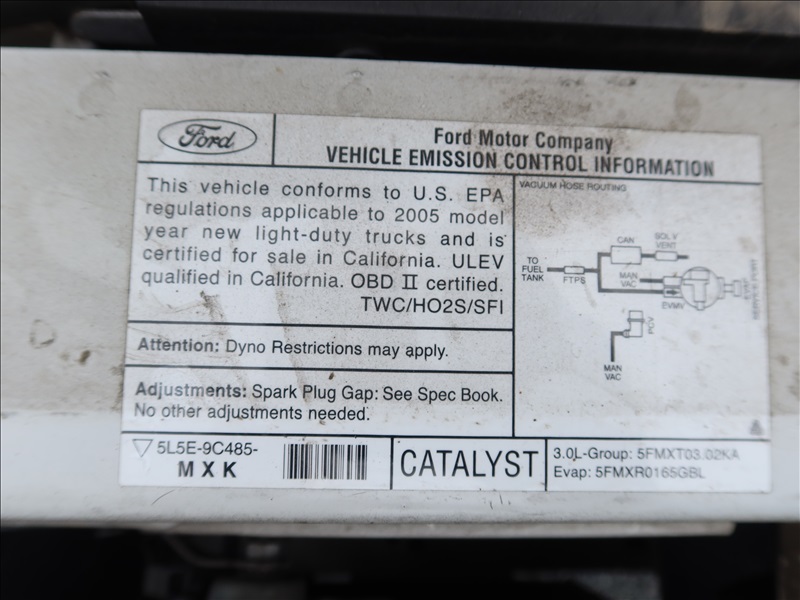 Ford
Ford Motor Company
VEHICLE EMISSION CONTROL INFORMATION
This vehicle conforms to U.S. EPA
regulations applicable to 2005 model
year new light-duty trucks and is
certified for sale in California. ULEV
qualified in California. OBD II certified.
TWC/HO2S/SFI
Attention: Dyno Restrictions may apply.
Adjustments: Spark Plug Gap: See Spec Book.
No other adjustments needed.
VACUUM HOSE ROUTING
CAN
SOL V
VENT
TO
FUEL
TANK
FTPS
MAN
VAC
EVMV
PCV
MAN
VAC
5L5E-9C485-
MXK
CATALYST
3.0L-Group: 5FMXT03.02KA
Evap: 5FMXR0165GBL